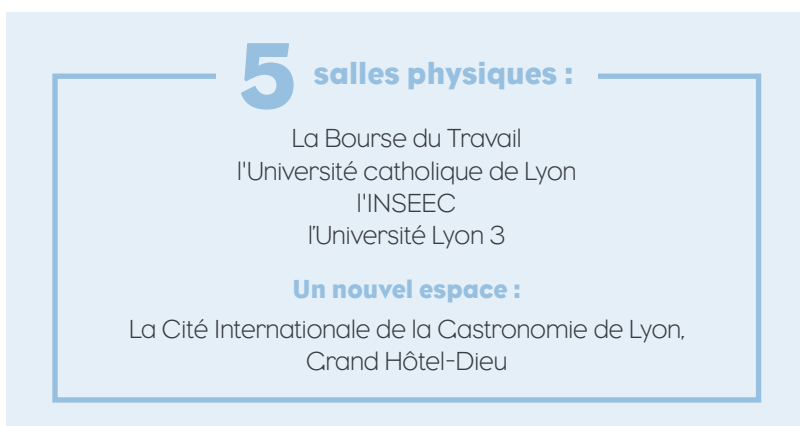 5 salles physiques :
La Bourse du Travail
l'Université catholique de Lyon
l'INSEEC
l'Université Lyon 3
Un nouvel espace :
La Cité Internationale de la Gastronomie de Lyon,
Grand Hôtel-Dieu